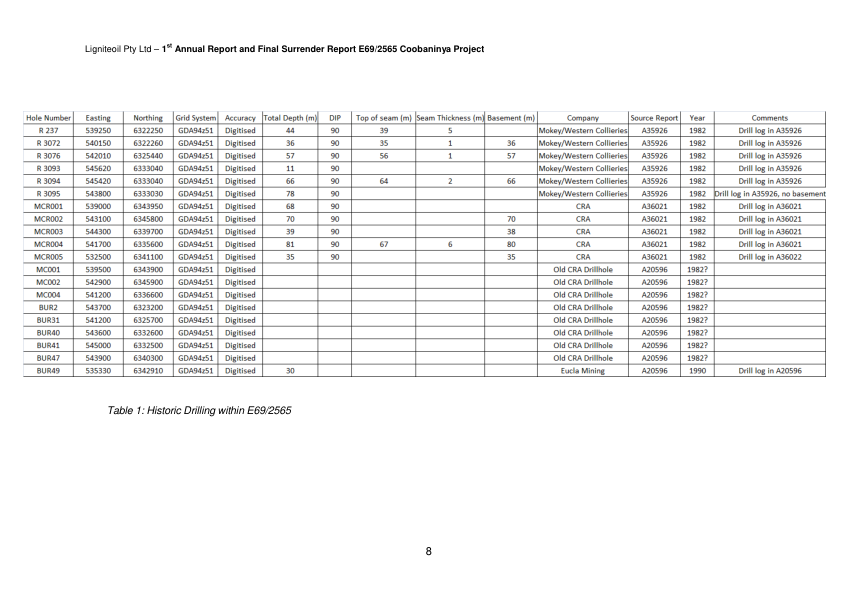 Ligniteoil Pty Ltd – 1st Annual Report and Final Surrender Report E69/2565 Coobaninya Project
Hole Number Easting Northing Grid System Accuracy Total Depth (m) DIP Top of seam (m) Seam Thickness (m) Basement (m) Company Source Report Year Comments
R 237 539250 6322250 GDA94z51 Digitised 44 90 39 5 Mokey/Western Collieries A35926 1982 Drill log in A35926
R 3072 540150 6322260 GDA94z51 Digitised 36 90 35 1 36 Mokey/Western Collieries A35926 1982 Drill log in A35926
R 3076 542010 6325440 GDA94z51 Digitised 57 90 56 1 57 Mokey/Western Collieries A35926 1982 Drill log in A35926
R 3093 545620 6333040 GDA94z51 Digitised 11 90 Mokey/Western Collieries A35926 1982 Drill log in A35926
R 3094 545420 6333040 GDA94z51 Digitised 66 90 64 2 66 Mokey/Western Collieries A35926 1982 Drill log in A35926
R 3095 543800 6333030 GDA94z51 Digitised 78 90 Mokey/Western Collieries A35926 1982 Drill log in A35926, no basement
MCR001 539000 6343950 GDA94z51 Digitised 68 90 CRA A36021 1982 Drill log in A36021
MCR002 543100 6345800 GDA94z51 Digitised 70 90 70 CRA A36021 1982 Drill log in A36021
MCR003 544300 6339700 GDA94z51 Digitised 39 90 38 CRA A36021 1982 Drill log in A36021
MCR004 541700 6335600 GDA94z51 Digitised 81 90 67 6 80 CRA A36021 1982 Drill log in A36021
MCR005 532500 6341100 GDA94z51 Digitised 35 90 35 CRA A36021 1982 Drill log in A36022
MC001 539500 6343900 GDA94z51 Digitised Old CRA Drillhole A20596 1982?
MC002 542900 6345900 GDA94z51 Digitised Old CRA Drillhole A20596 1982?
MC004 541200 6336600 GDA94z51 Digitised Old CRA Drillhole A20596 1982?
BUR2 543700 6323200 GDA94z51 Digitised Old CRA Drillhole A20596 1982?
BUR31 541200 6325700 GDA94z51 Digitised Old CRA Drillhole A20596 1982?
BUR40 543600 6332600 GDA94z51 Digitised Old CRA Drillhole A20596 1982?
BUR41 545000 6332500 GDA94z51 Digitised Old CRA Drillhole A20596 1982?
BUR47 543900 6340300 GDA94z51 Digitised Old CRA Drillhole A20596 1982?
BUR49 535330 6342910 GDA94z51 Digitised 30 Eucla Mining A20596 1990 Drill log in A20596
Table 1: Historic Drilling within E69/2565
8